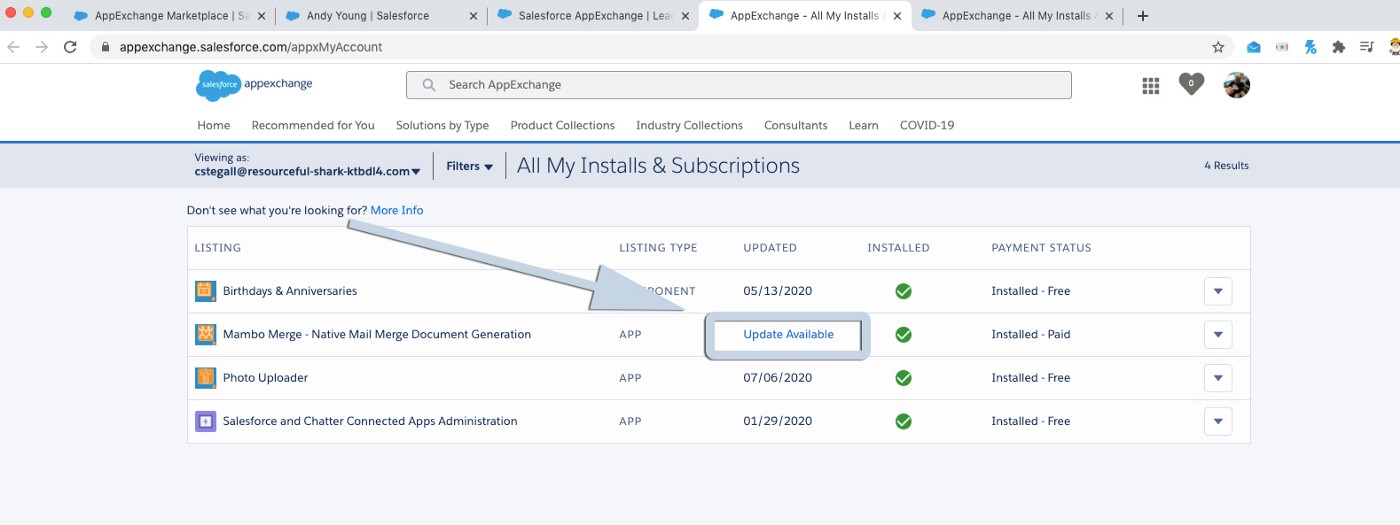 AppExchange Marketplace | Sa
Andy Young | Salesforce
Salesforce AppExchange | Lea
AppExchange - All My Installs
AppExchange - All My Installs
appexchange.salesforce.com/appxMyAccount
salesforce appexchange
Search AppExchange
0
Home Recommended for You Solutions by Type Product Collections Industry Collections Consultants Learn COVID-19
Viewing as:
cstegall@resourceful-shark-ktbdl4.com
Filters
All My Installs & Subscriptions
4 Results
Don't see what you're looking for? More Info
LISTING LISTING TYPE UPDATED INSTALLED PAYMENT STATUS
Birthdays & Anniversaries PONENT 05/13/2020 Installed - Free
Mambo Merge - Native Mail Merge Document Generation APP Update Available Installed - Paid
Photo Uploader APP 07/06/2020 Installed - Free
Salesforce and Chatter Connected Apps Administration APP 01/29/2020 Installed - Free